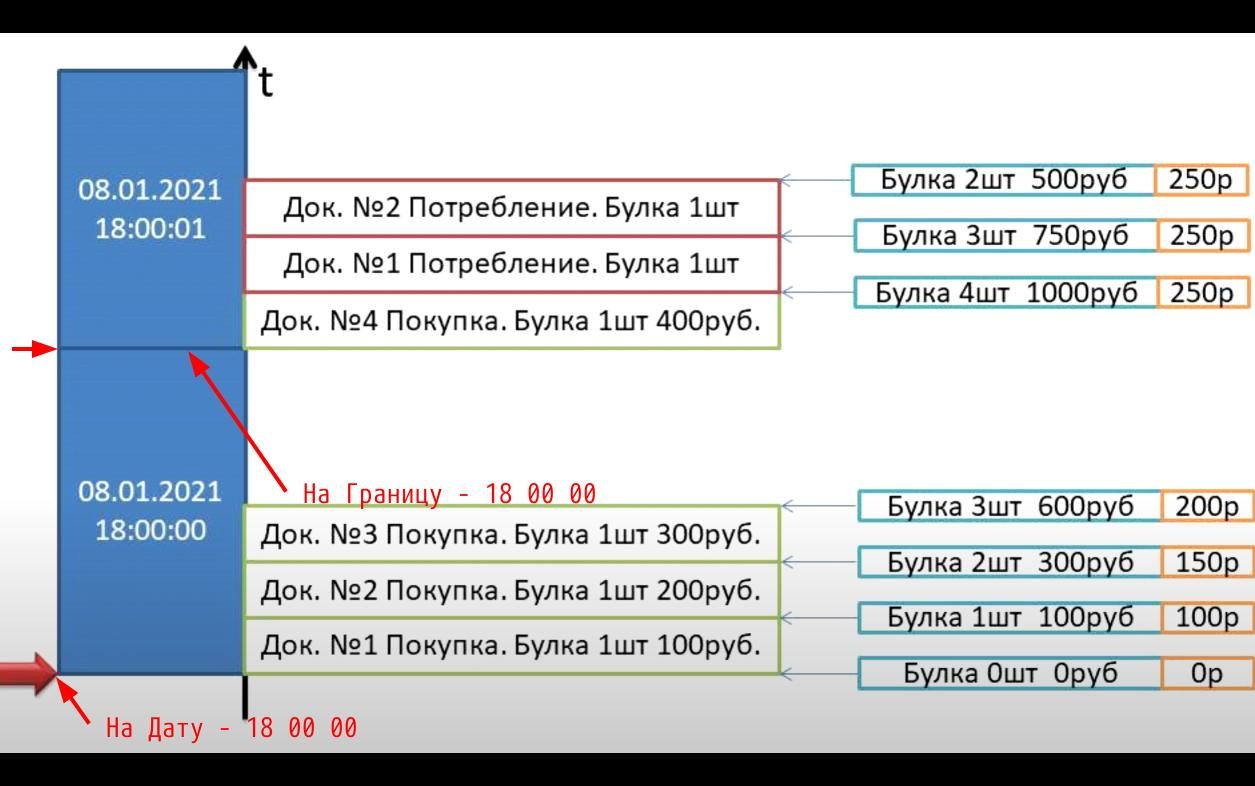 t
08.01.2021
18:00:01
Док. №2 Потребление. Булка 1шт
Булка 2шт 500руб 250р
Док. №1 Потребление. Булка 1шт
Булка 3шт 750руб 250р
Док. №4 Покупка. Булка 1шт 400руб.
Булка 4шт 1000руб 250р
На Границу - 18 00 00
08.01.2021
18:00:00
Док. №3 Покупка. Булка 1шт 300руб.
Булка 3шт 600руб 200р
Док. №2 Покупка. Булка 1шт 200руб.
Булка 2шт 300руб 150р
Док. №1 Покупка. Булка 1шт 100руб.
Булка 1шт 100руб 100р
Булка 0шт 0руб 0р
На Дату - 18 00 00